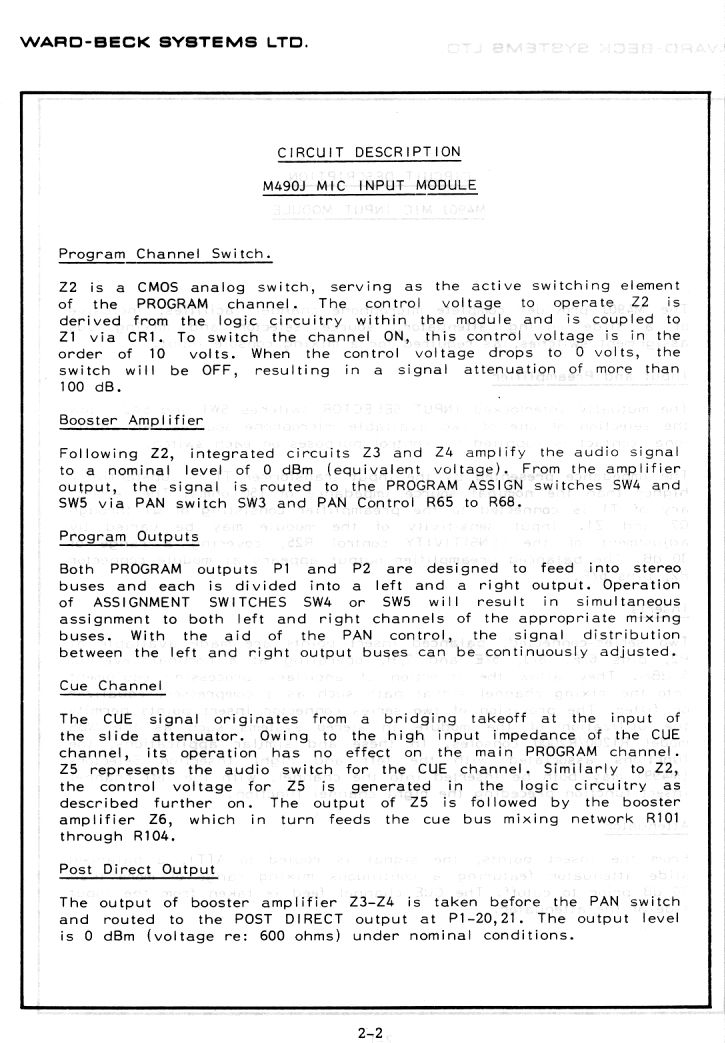 WARD-BECK SYSTEMS LTD.
CIRCUIT DESCRIPTION
M490J MIC INPUT MODULE
Program Channel Switch.
Z2 is a CMOS analog switch, serving as the active switching element
of the PROGRAM channel. The control voltage to operate Z2 is
derived from the logic circuitry within the module and is coupled to
Z1 via CR1. To switch the channel ON, this control voltage is in the
order of 10 volts. When the control voltage drops to 0 volts, the
switch will be OFF, resulting in a signal attenuation of more than
100 dB.
Booster Amplifier
Following Z2, integrated circuits Z3 and Z4 amplify the audio signal
to a nominal level of 0 dBm (equivalent voltage). From the amplifier
output, the signal is routed to the PROGRAM ASSIGN switches SW4 and
SW5 via PAN switch SW3 and PAN Control R65 to R68.
Program Outputs
Both PROGRAM outputs P1 and P2 are designed to feed into stereo
buses and each is divided into a left and a right output. Operation
of ASSIGNMENT SWITCHES SW4 or SW5 will result in simultaneous
assignment to both left and right channels of the appropriate mixing
buses. With the aid of the PAN control, the signal distribution
between the left and right output buses can be continuously adjusted.
Cue Channel
The CUE signal originates from a bridging takeoff at the input of
the slide attenuator. Owing to the high input impedance of the CUE
channel, its operation has no effect on the main PROGRAM channel.
Z5 represents the audio switch for the CUE channel. Similarly to Z2,
the control voltage for Z5 is generated in the logic circuitry as
described further on. The output of Z5 is followed by the booster
amplifier Z6, which in turn feeds the cue bus mixing network R101
through R104.
Post Direct Output
The output of booster amplifier Z3-Z4 is taken before the PAN switch
and routed to the POST DIRECT output at P1-20,21. The output level
is 0 dBm (voltage re: 600 ohms) under nominal conditions.
2-2